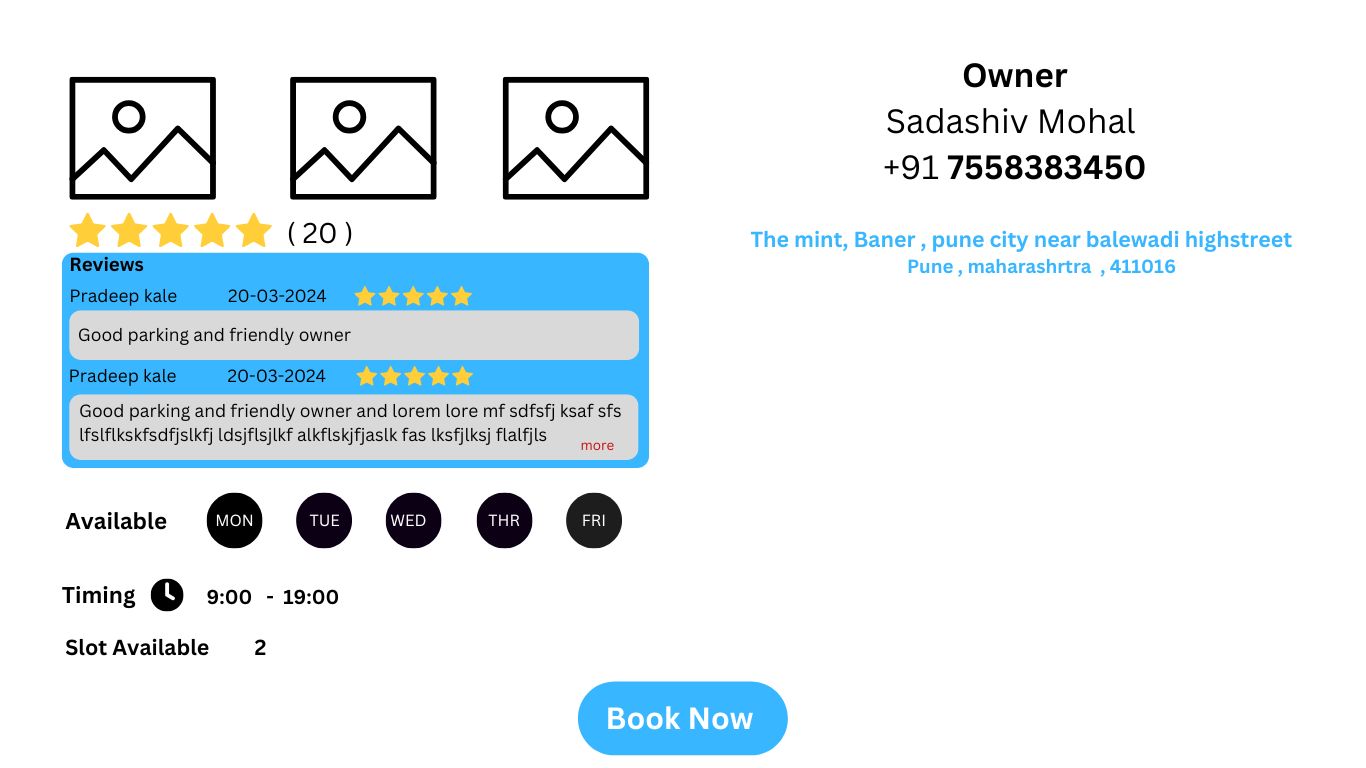 Owner
Sadashiv Mohal
+91 7558383450
The mint, Baner , pune city near balewadi highstreet
Pune , maharashrtra , 411016
( 20 )
Reviews
Pradeep kale 20-03-2024
Good parking and friendly owner
Pradeep kale 20-03-2024
Good parking and friendly owner and lorem lore mf sdfsfj ksaf sfs
lfslflkskfsdfjslkfj ldsjflsjlkf alkflskjfjaslk fas lksfjlksj flalfjls
more
Available MON TUE WED THR FRI
Timing 9:00 - 19:00
Slot Available 2
Book Now